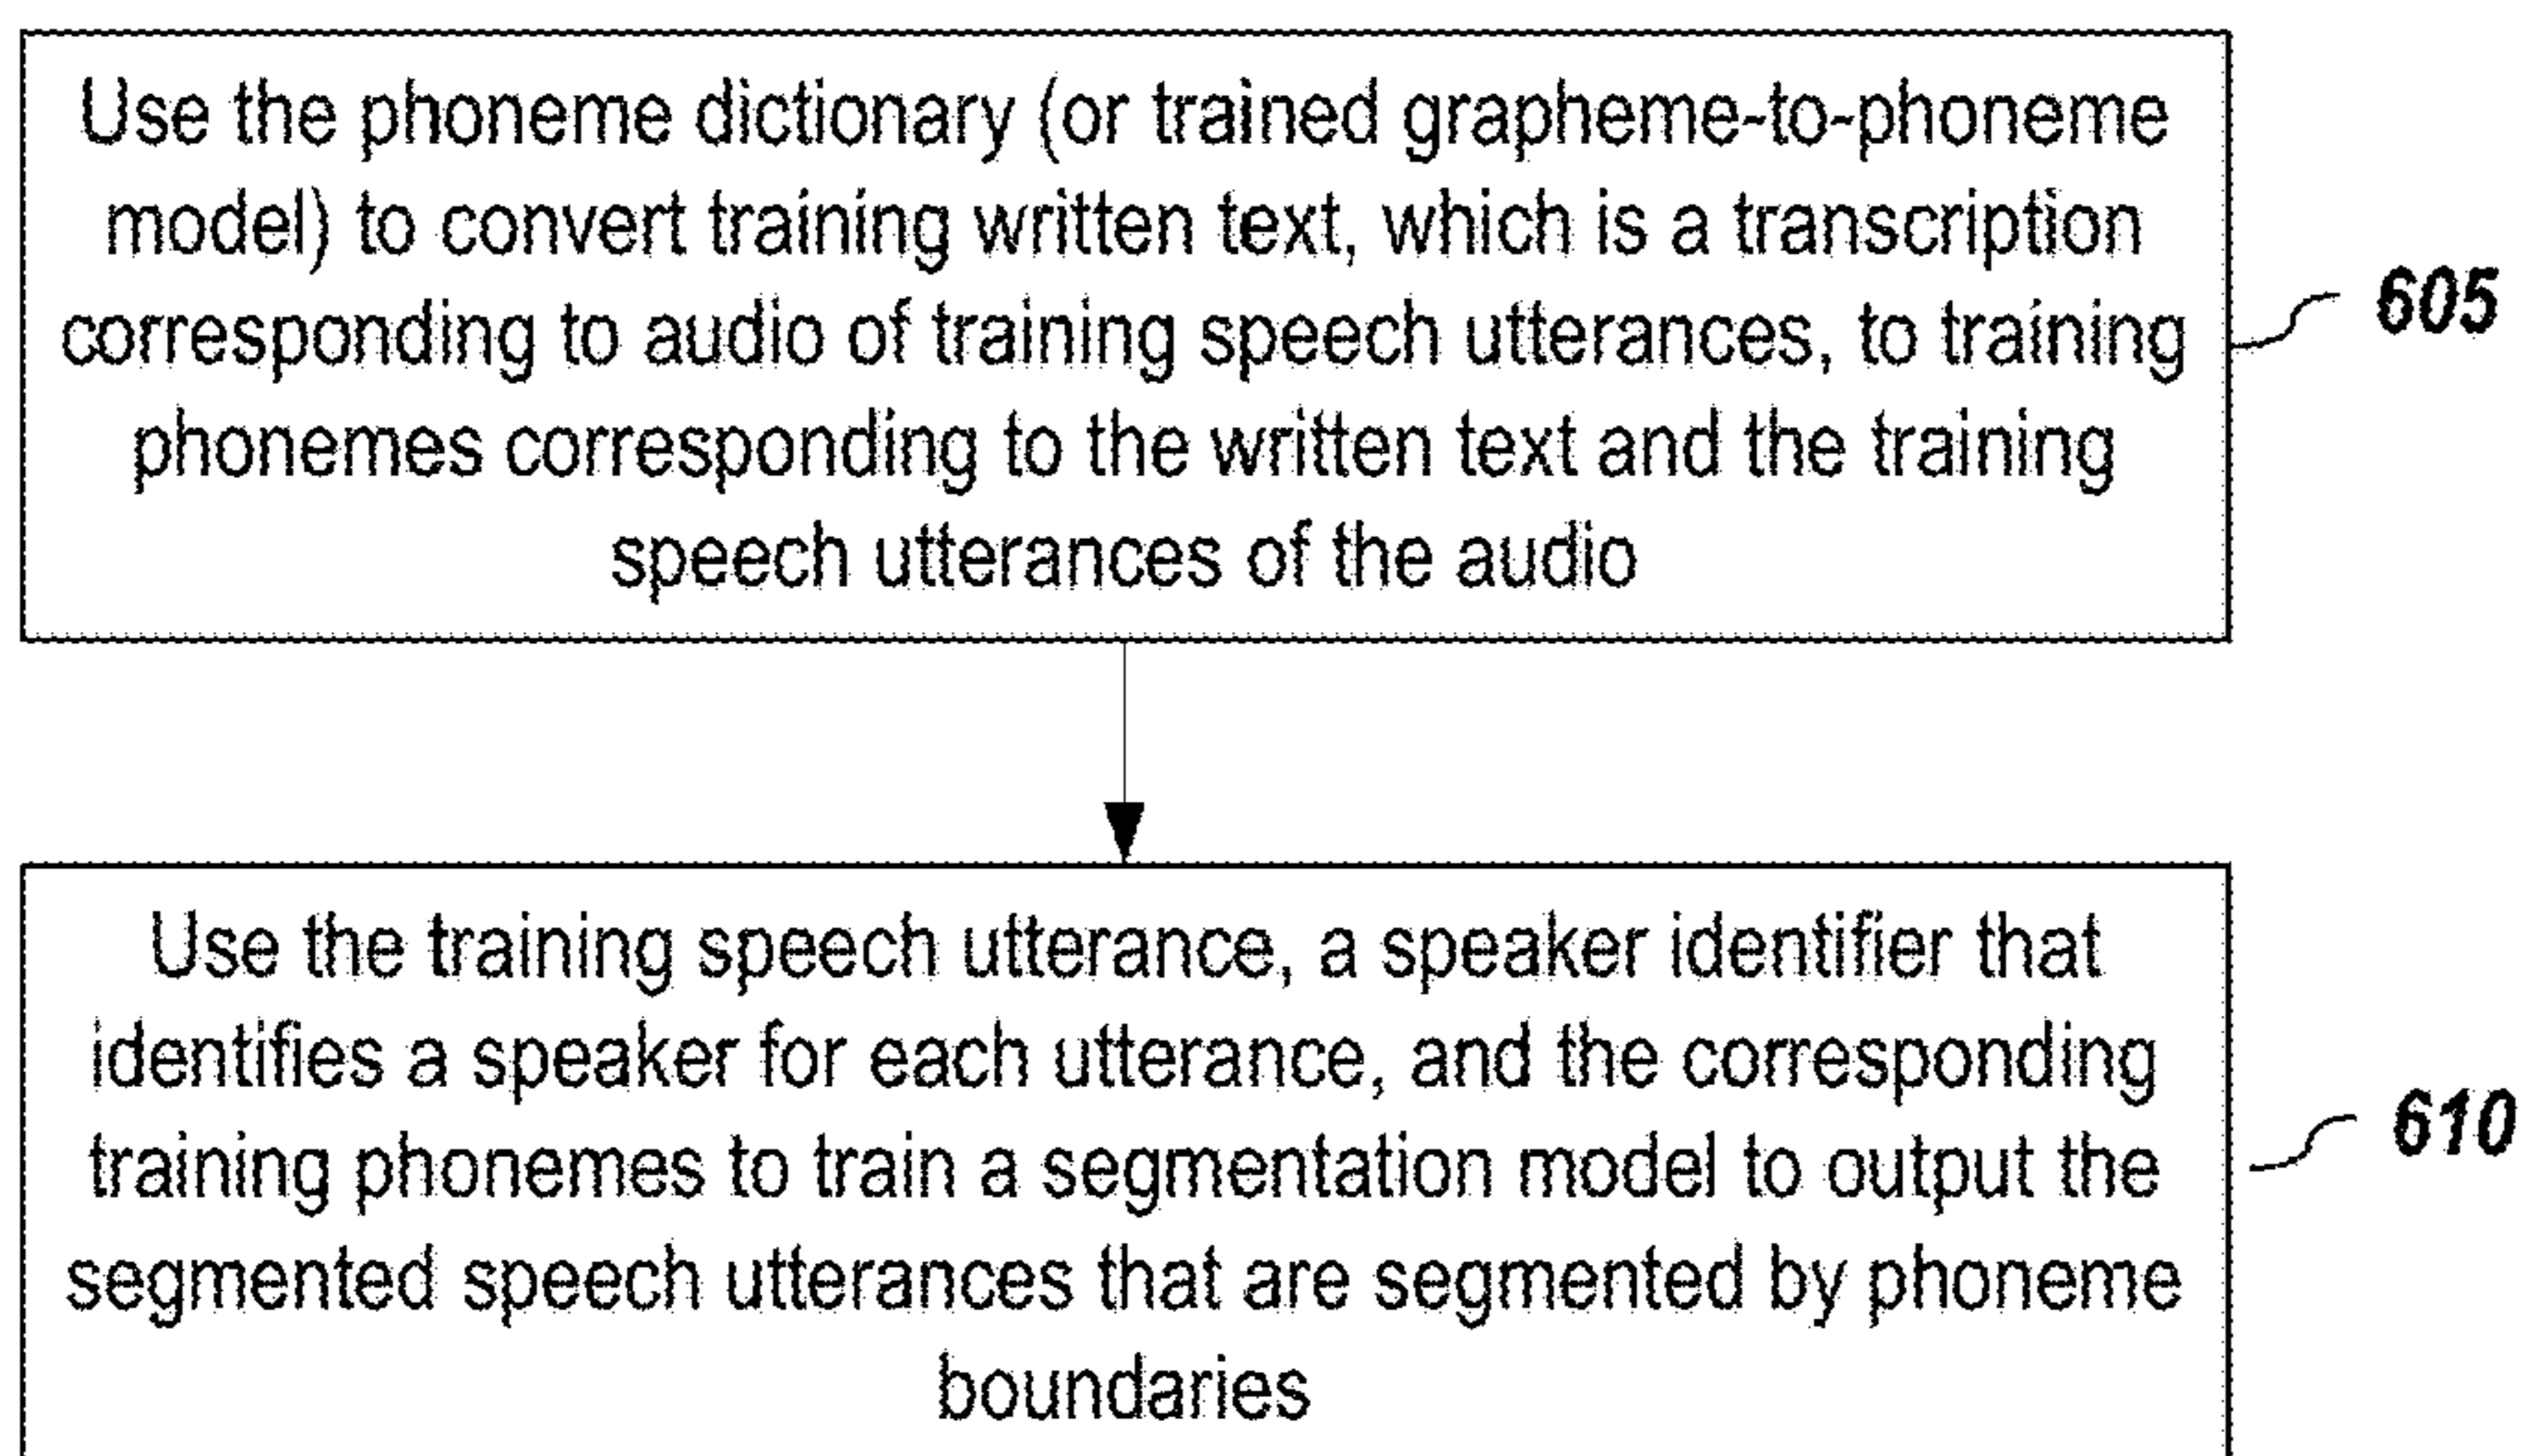 Use the phoneme dictionary (or trained grapheme-to-phoneme
model) to convert training written text, which is a transcription
corresponding to audio of training speech utterances, to training
phonemes corresponding to the written text and the training
speech utterances of the audio
605
Use the training speech utterance, a speaker identifier that
identifies a speaker for each utterance, and the corresponding
training phonemes to train a segmentation model to output the
segmented speech utterances that are segmented by phoneme
boundaries
610